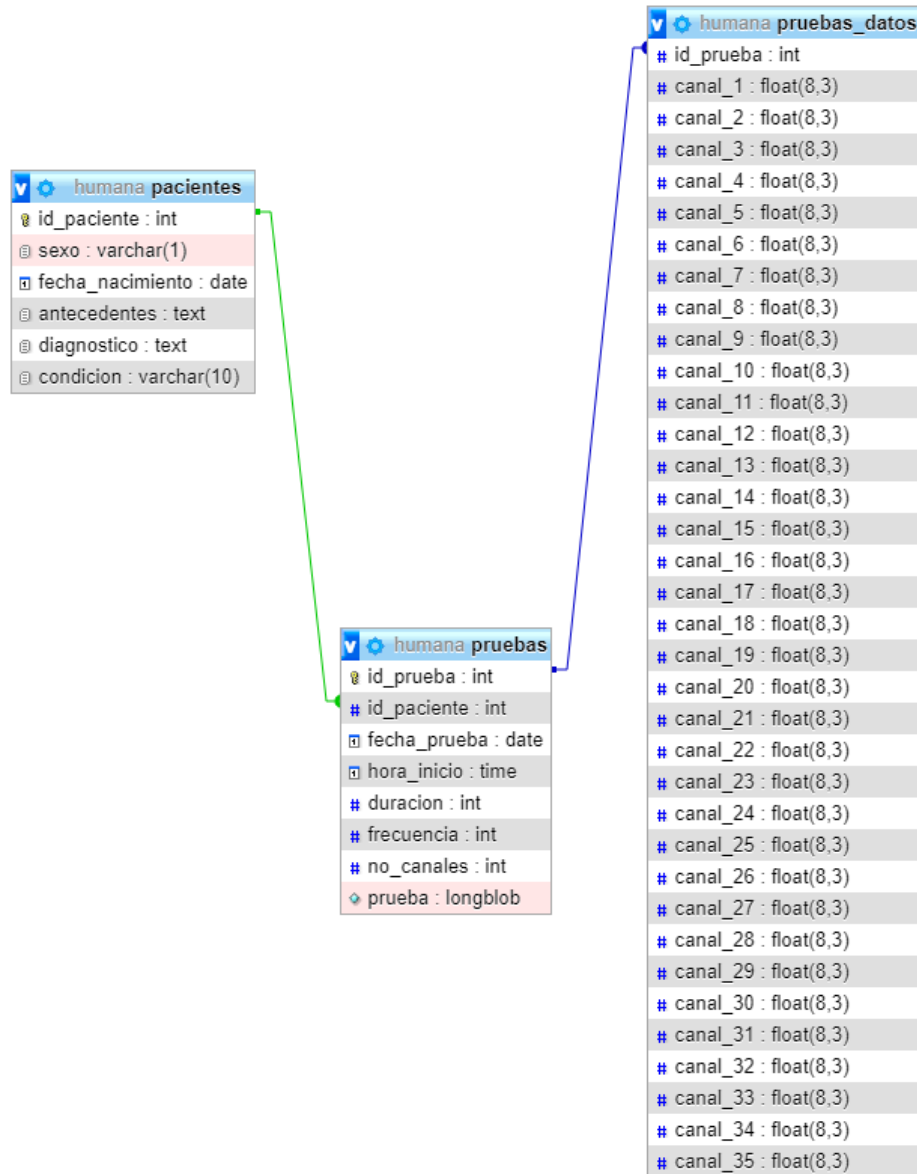 humana pacientes
id_paciente : int
sexo : varchar(1)
fecha_nacimiento : date
antecedentes : text
diagnostico : text
condicion : varchar(10)
humana pruebas
id_prueba : int
id_paciente : int
fecha_prueba : date
hora_inicio : time
duracion : int
frecuencia : int
no_canales : int
prueba : longblob
humana pruebas_datos
id_prueba : int
canal_1 : float(8,3)
canal_2 : float(8,3)
canal_3 : float(8,3)
canal_4 : float(8,3)
canal_5 : float(8,3)
canal_6 : float(8,3)
canal_7 : float(8,3)
canal_8 : float(8,3)
canal_9 : float(8,3)
canal_10 : float(8,3)
canal_11 : float(8,3)
canal_12 : float(8,3)
canal_13 : float(8,3)
canal_14 : float(8,3)
canal_15 : float(8,3)
canal_16 : float(8,3)
canal_17 : float(8,3)
canal_18 : float(8,3)
canal_19 : float(8,3)
canal_20 : float(8,3)
canal_21 : float(8,3)
canal_22 : float(8,3)
canal_23 : float(8,3)
canal_24 : float(8,3)
canal_25 : float(8,3)
canal_26 : float(8,3)
canal_27 : float(8,3)
canal_28 : float(8,3)
canal_29 : float(8,3)
canal_30 : float(8,3)
canal_31 : float(8,3)
canal_32 : float(8,3)
canal_33 : float(8,3)
canal_34 : float(8,3)
canal_35 : float(8,3)